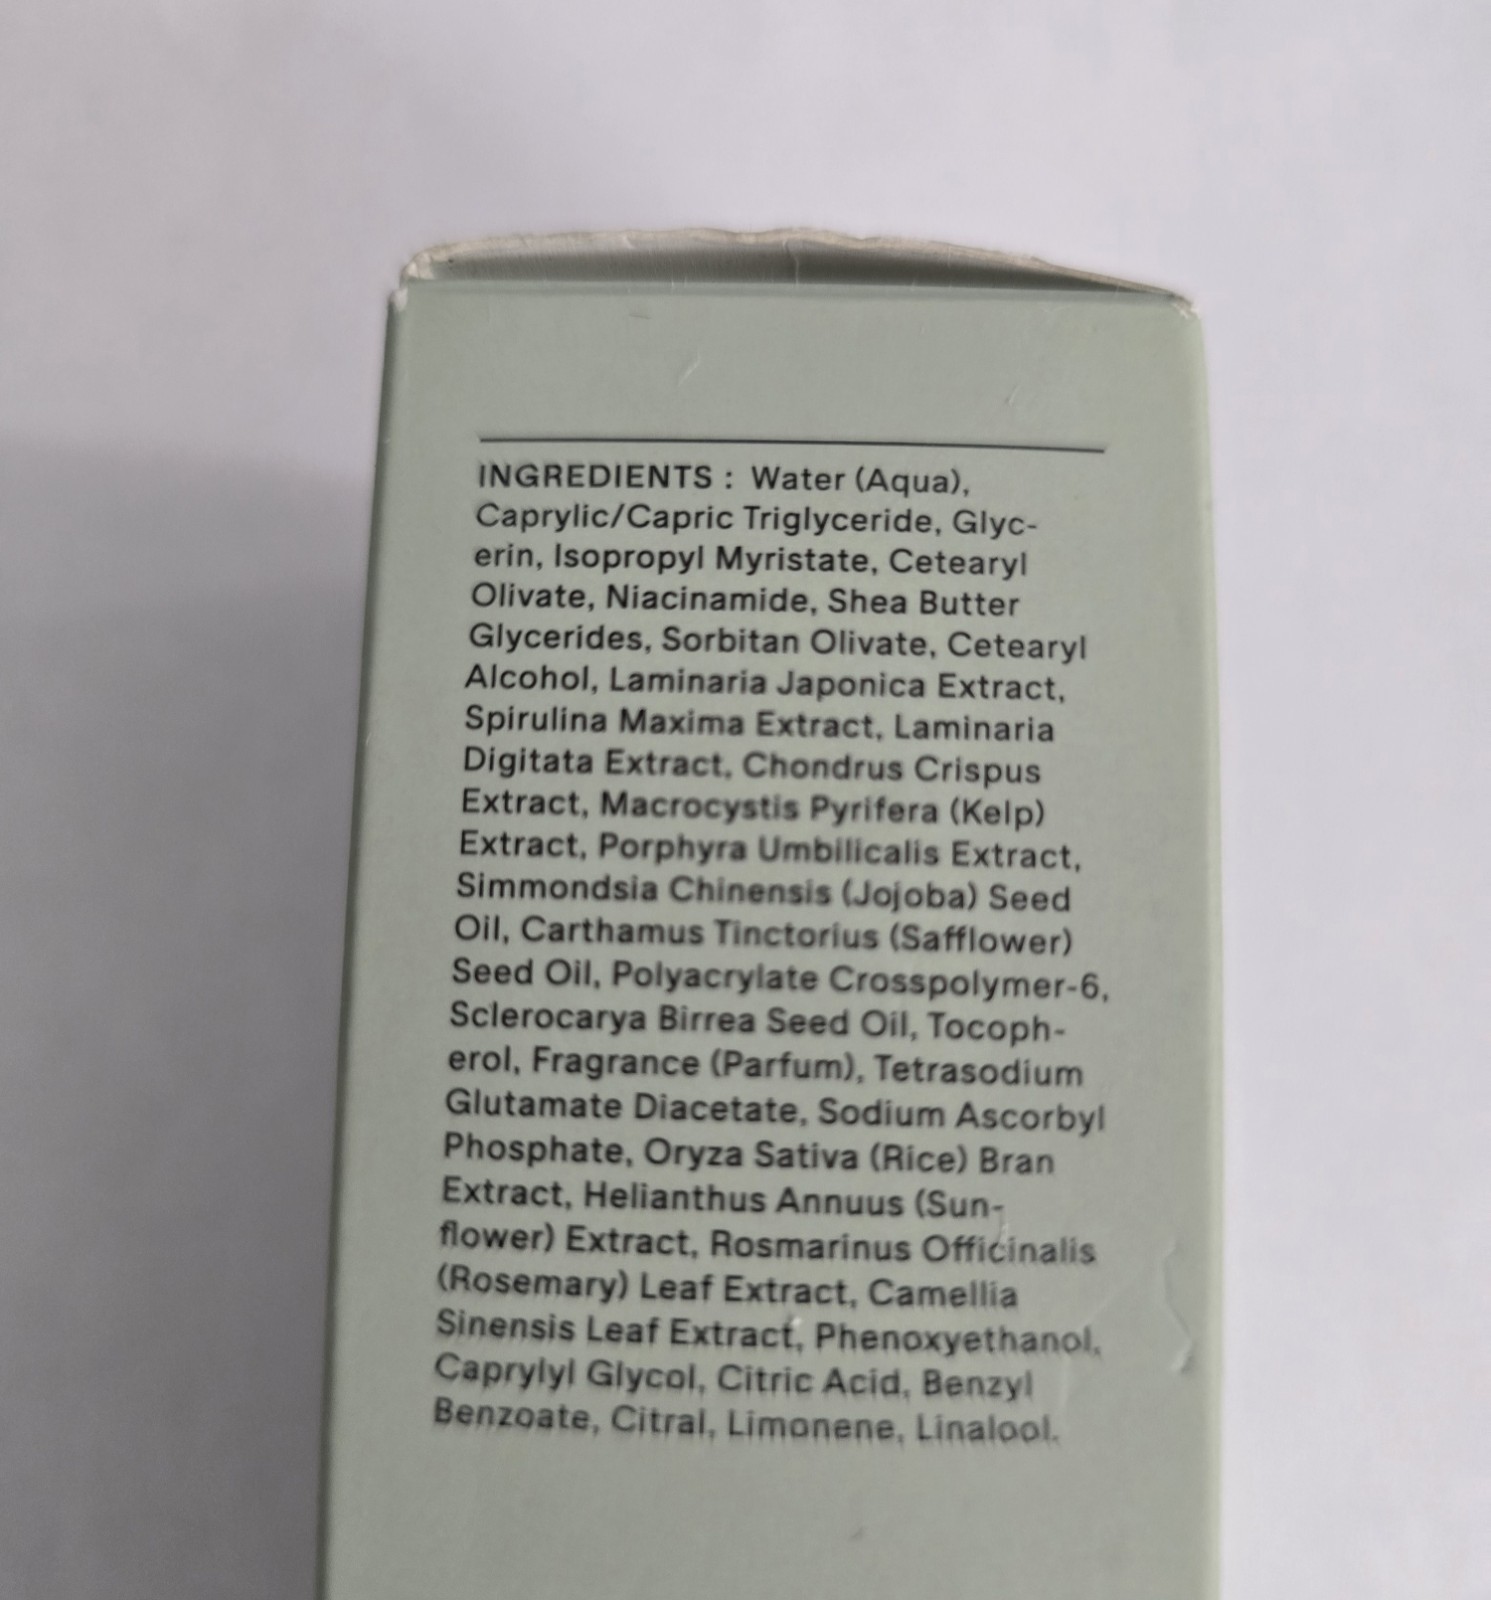 INGREDIENTS : Water (Aqua),
Caprylic/Capric Triglyceride, Glyc-
erin, Isopropyl Myristate, Cetearyl
Olivate, Niacinamide, Shea Butter
Glycerides, Sorbitan Olivate, Cetearyl
Alcohol, Laminaria Japonica Extract,
Spirulina Maxima Extract, Laminaria
Digitata Extract, Chondrus Crispus
Extract, Macrocystis Pyrifera (Kelp)
Extract, Porphyra Umbilicalis Extract,
Simmondsia Chinensis (Jojoba) Seed
Oil, Carthamus Tinctorius (Safflower)
Seed Oil, Polyacrylate Crosspolymer-6,
Sclerocarya Birrea Seed Oil, Tocoph-
erol, Fragrance (Parfum), Tetrasodium
Glutamate Diacetate, Sodium Ascorbyl
Phosphate, Oryza Sativa (Rice) Bran
Extract, Helianthus Annuus (Sun-
flower) Extract, Rosmarinus Officinalis
(Rosemary) Leaf Extract, Camellia
Sinensis Leaf Extract, Phenoxyethanol,
Caprylyl Glycol, Citric Acid, Benzyl
Benzoate, Citral, Limonene, Linalool.